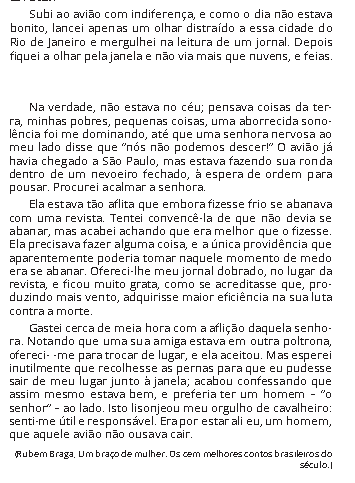 Subi ao avião com indiferença, e como o dia não estava
bonito, lancei apenas um olhar distraído a essa cidade do
Rio de Janeiro e mergulhei na leitura de um jornal. Depois
fiquei a olhar pela janela e não via mais que nuvens, e feias.
Na verdade, não estava no céu; pensava coisas da ter-
ra, minhas pobres, pequenas coisas, uma aborrecida sono-
lência foi me dominando, até que uma senhora nervosa ao
meu lado disse que “nós não podemos descer!” O avião já
havia chegado a São Paulo, mas estava fazendo sua ronda
dentro de um nevoeiro fechado, à espera de ordem para
pousar. Procurei acalmar a senhora.
Ela estava tão aflita que embora fizesse frio se abanava
com uma revista. Tentei convencê-la de que não devia se
abanar, mas acabei achando que era melhor que o fizesse.
Ela precisava fazer alguma coisa, e a única providência que
aparentemente poderia tomar naquele momento de medo
era se abanar. Ofereci-lhe meu jornal dobrado, no lugar da
revista, e ficou muito grata, como se acreditasse que, pro-
duzindo mais vento, adquirisse maior eficiência na sua luta
contra a morte.
Gastei cerca de meia hora com a aflição daquela senho-
ra. Notando que uma sua amiga estava em outra poltrona,
ofereci- -me para trocar de lugar, e ela aceitou. Mas esperei
inutilmente que recolhesse as pernas para que eu pudesse
sair de meu lugar junto à janela; acabou confessando que
assim mesmo estava bem, e preferia ter um homem – “o
senhor” – ao lado. Isto lisonjeou meu orgulho de cavalheiro:
senti-me útil e responsável. Era por estar ali eu, um homem,
que aquele avião não ousava cair.
(Rubem Braga, Um braço de mulher. Os cem melhores contos brasileiros do
século.)